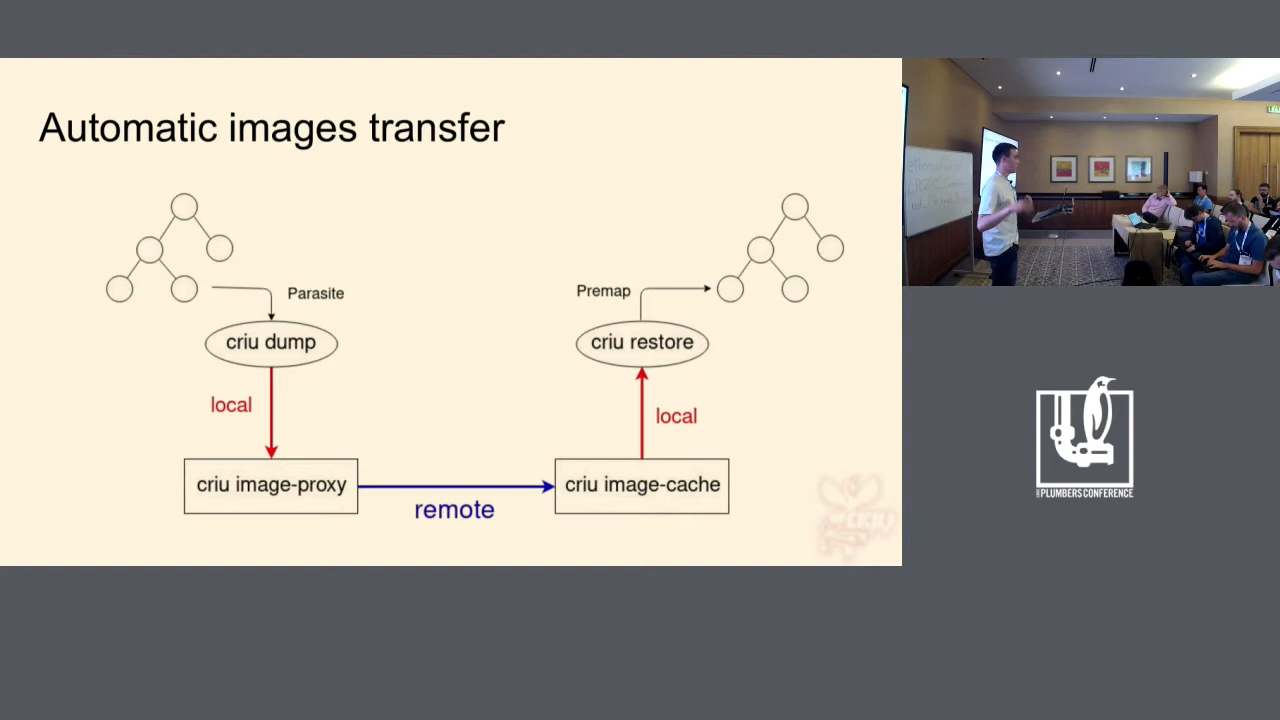 Automatic images transfer
Parasite
Premap
criu dump
criu restore
local
local
criu image-proxy
criu image-cache
remote
PLUMBERS CONFERENCE